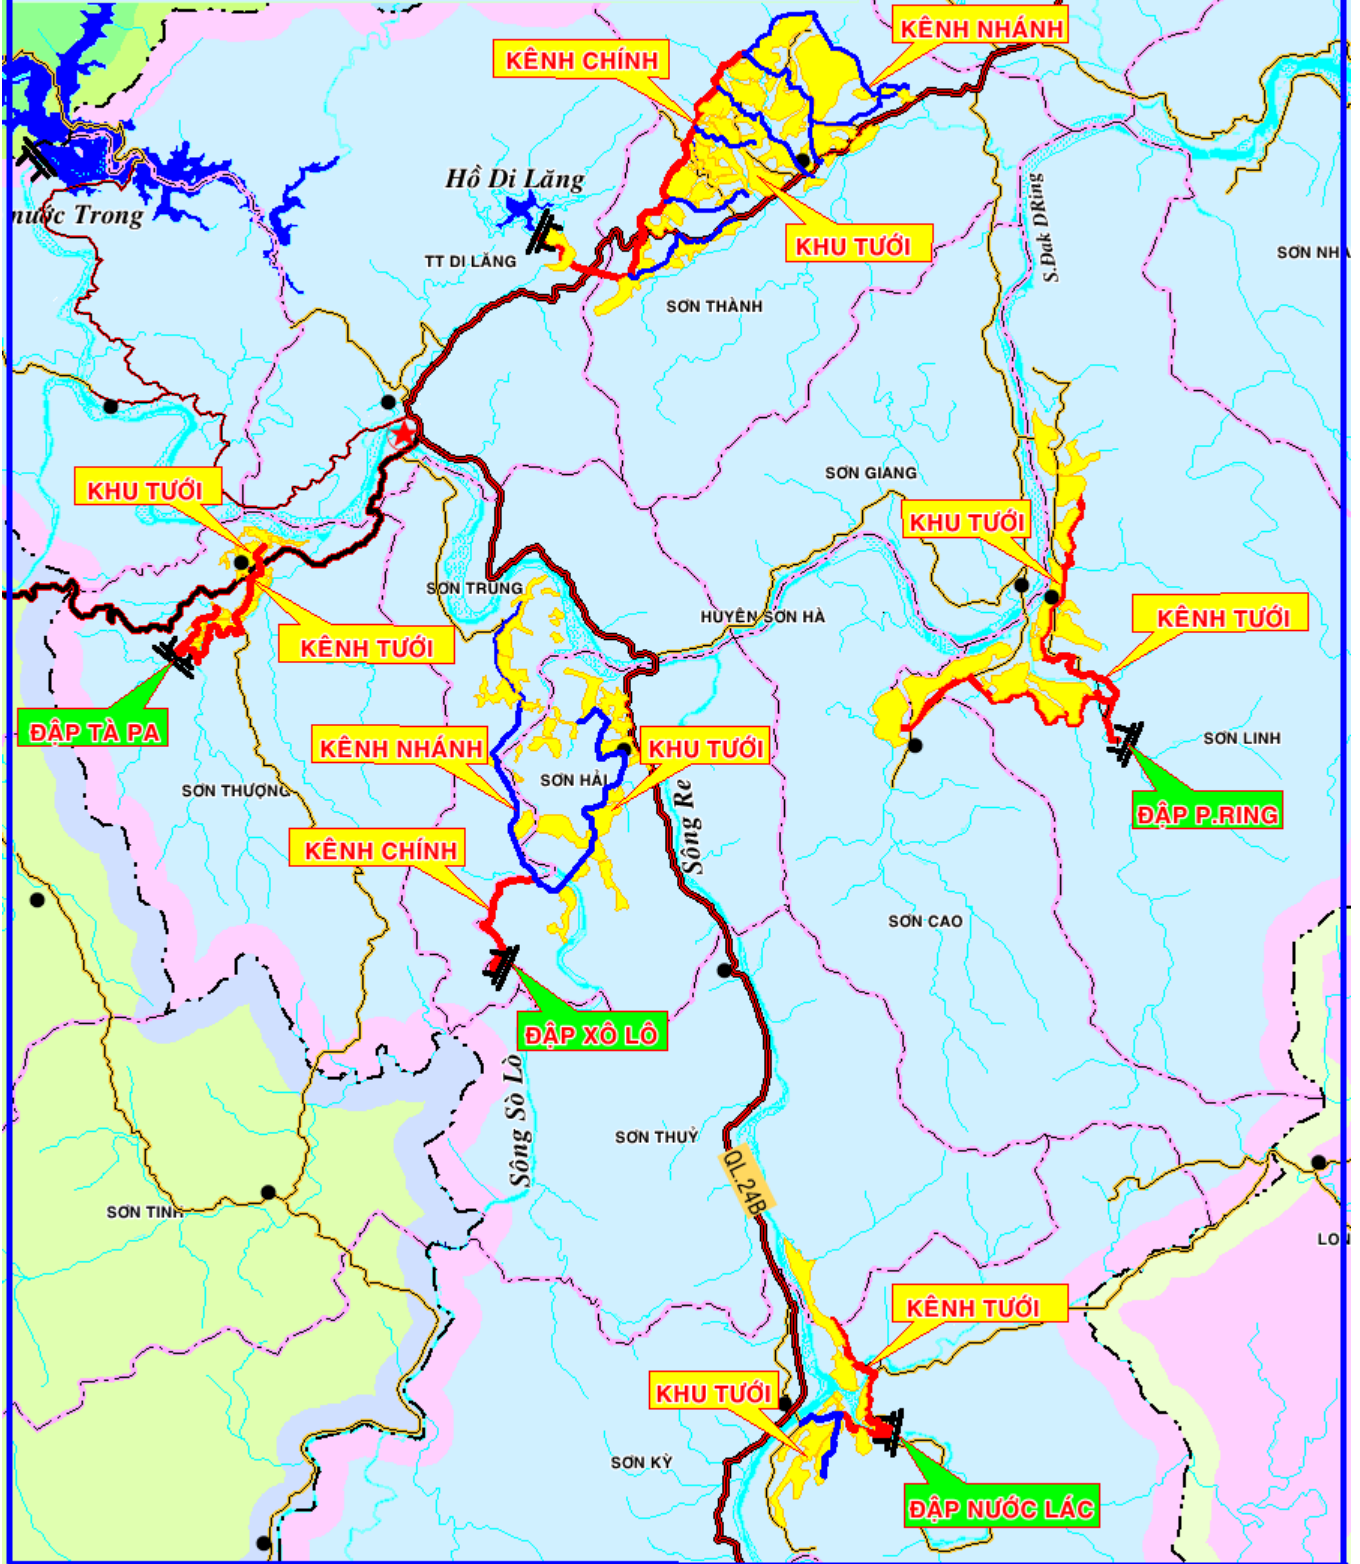 KÊNH NHÁNH
KÊNH CHÍNH
Hồ Di Lăng
nước Trong
S.Đak DRing
KHU TƯỚI
SƠN NHA
TT DI LĂNG
SƠN THÀNH
SƠN GIANG
KHU TƯỚI
KHU TƯỚI
SƠN TRUNG
HUYỆN SƠN HÀ
KÊNH TƯỚI
KÊNH TƯỚI
ĐẬP TÀ PA
KÊNH NHÁNH
KHU TƯỚI
SƠN LINH
SƠN HẢI
SƠN THƯỢNG
ĐẬP P.RING
Sông Re
KÊNH CHÍNH
SƠN CAO
ĐẬP XÔ LÔ
Sông Sò Lò
SƠN THUỶ
QL.24B
SƠN TINH
LON
KÊNH TƯỚI
KHU TƯỚI
SƠN KỲ
ĐẬP NƯỚC LÁC